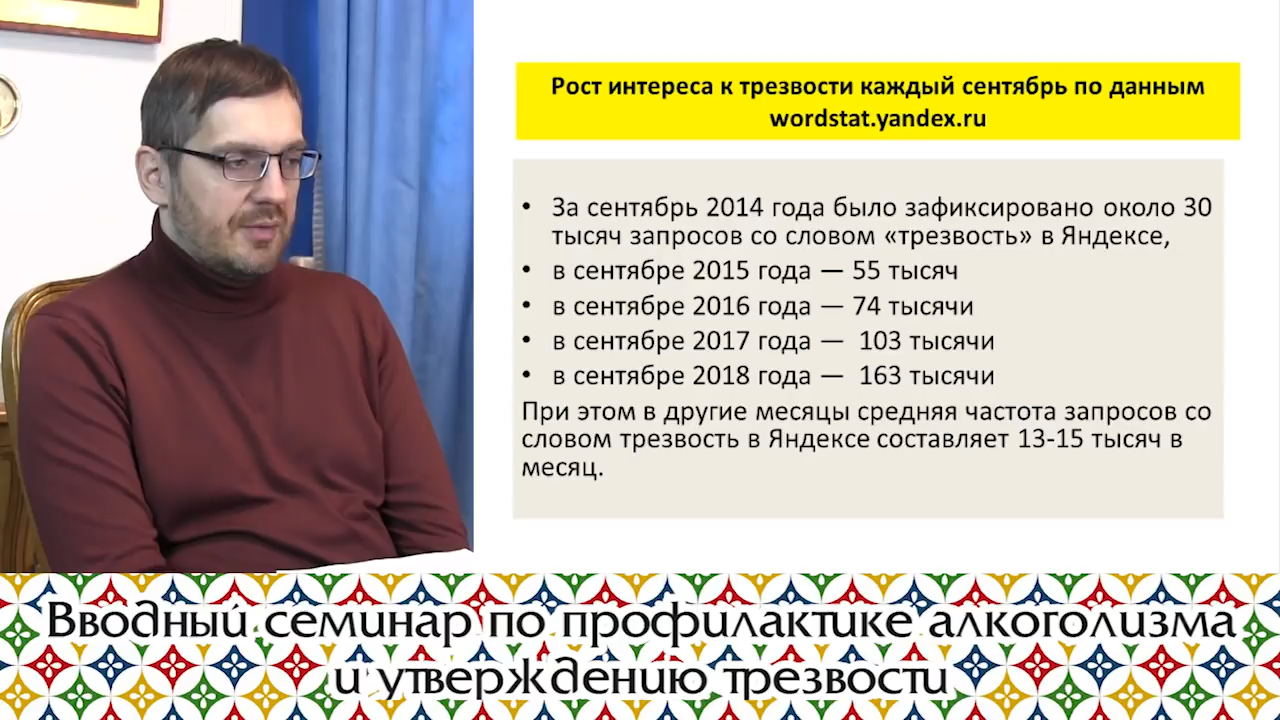 Рост интереса к трезвости каждый сентябрь по данным
wordstat.yandex.ru
• За сентябрь 2014 года было зафиксировано около 30
тысяч запросов со словом «трезвость» в Яндексе,
• в сентябре 2015 года — 55 тысяч
• в сентябре 2016 года — 74 тысячи
• в сентябре 2017 года — 103 тысячи
• в сентябре 2018 года — 163 тысячи
При этом в другие месяцы средняя частота запросов со
словом трезвость в Яндексе составляет 13-15 тысяч в
месяц.
Вводный семинар по профилактике алкоголизма
и утверждению трезвости